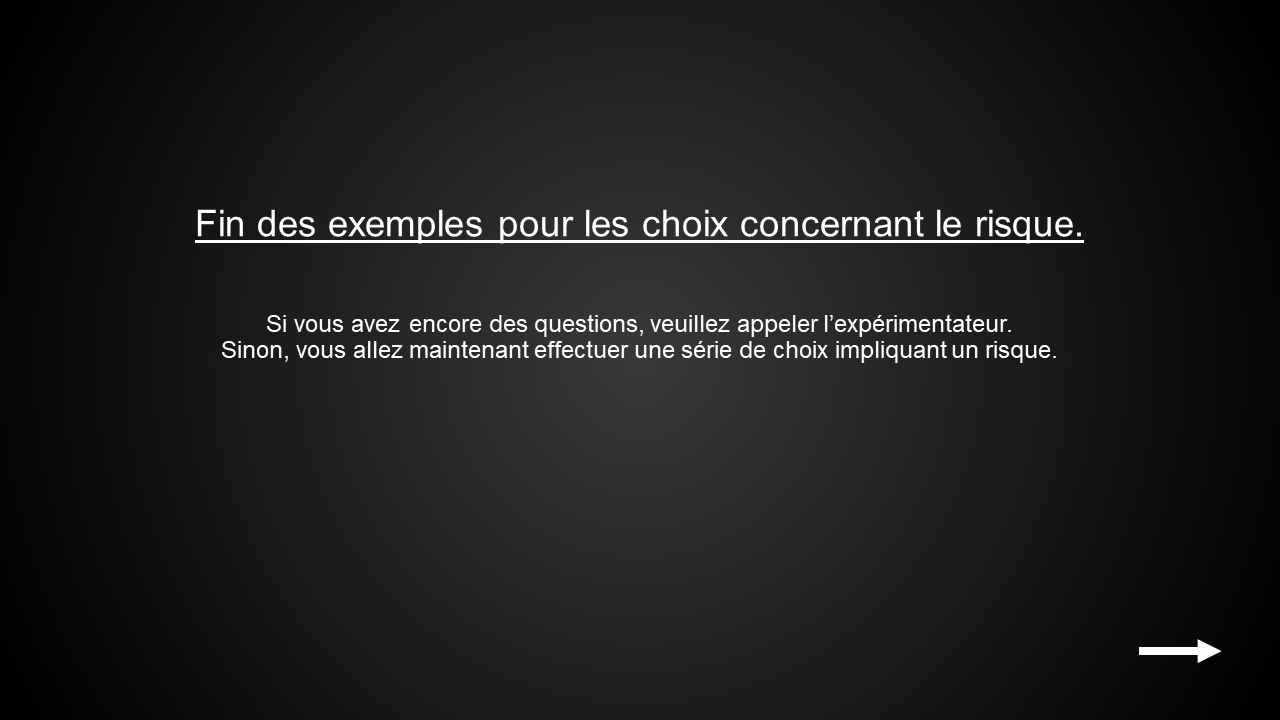 Fin des exemples pour les choix concernant le risque.
Si vous avez encore des questions, veuillez appeler l’expérimentateur.
Sinon, vous allez maintenant effectuer une série de choix impliquant un risque.